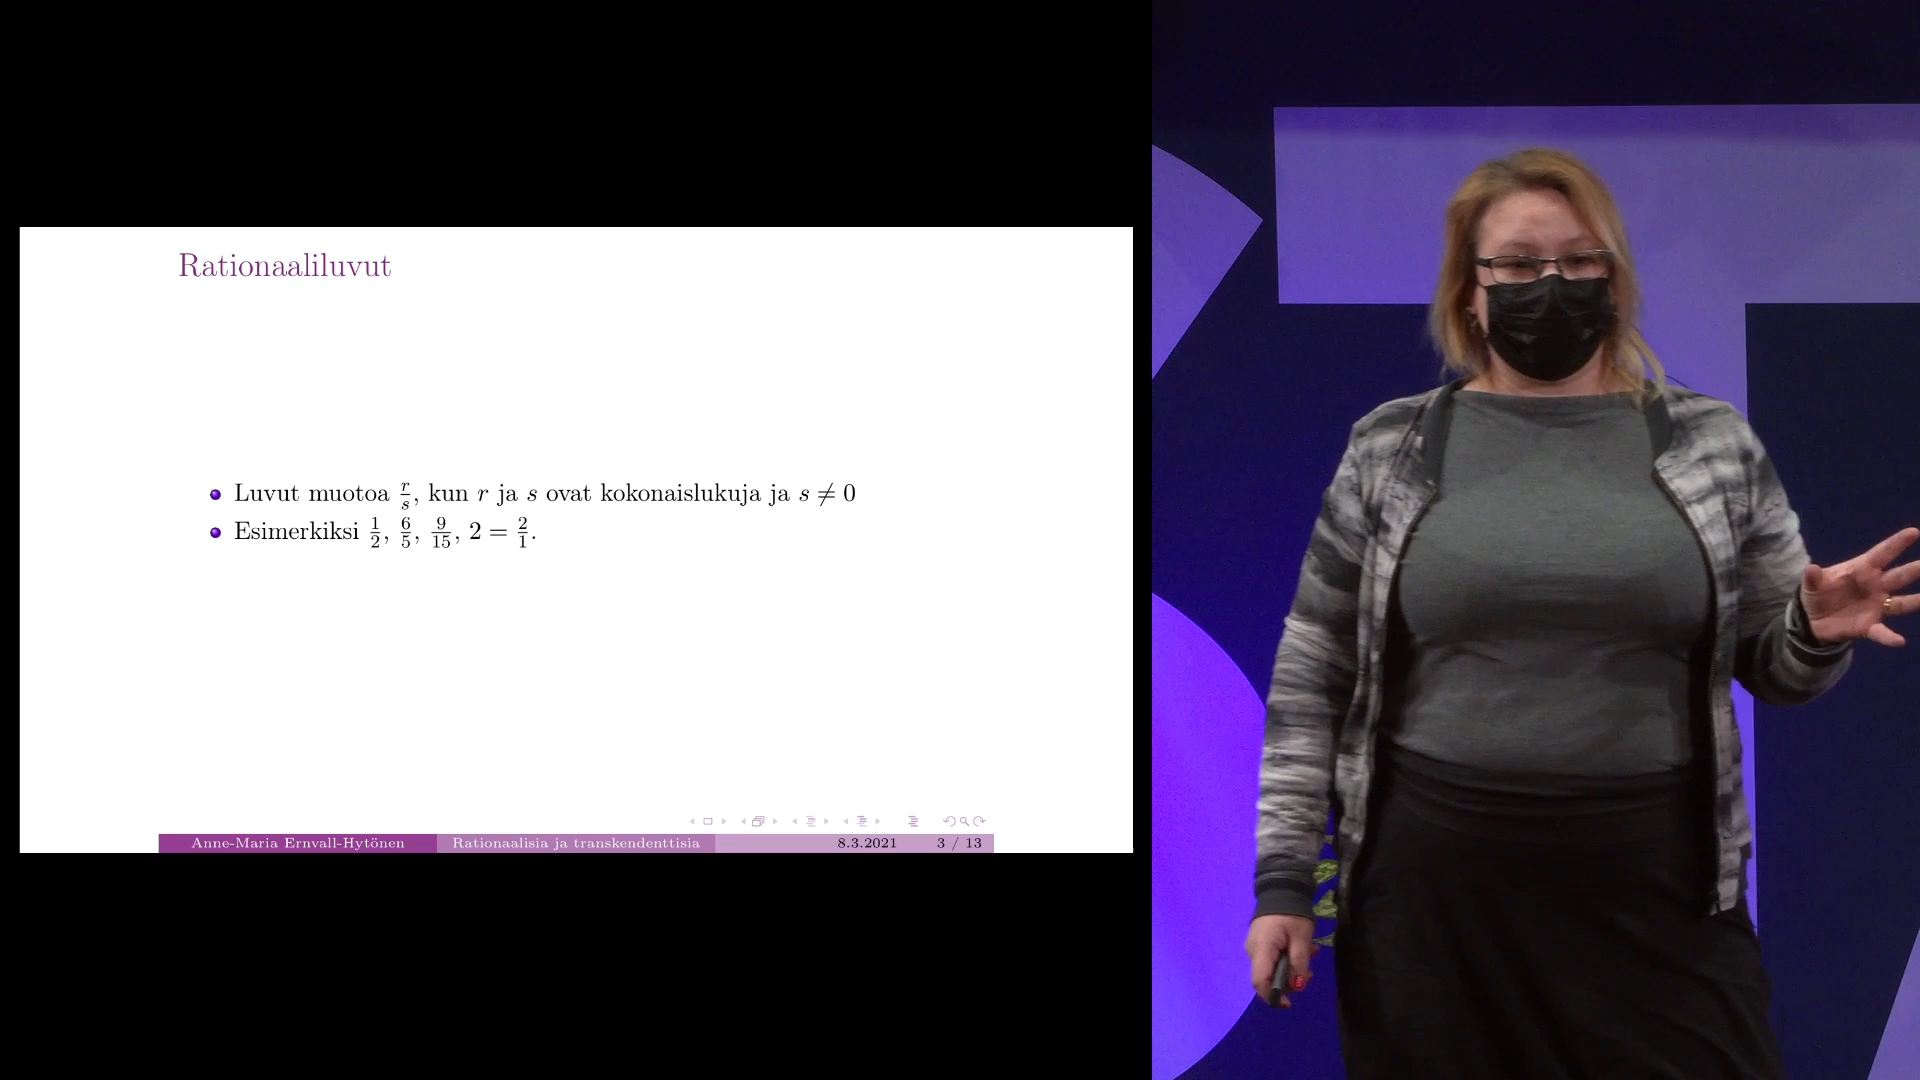 Rationaaliluvut
Luvut muotoa r/s, kun r ja s ovat kokonaislukuja ja s ≠ 0
Esimerkiksi 1/2, 6/5, 9/15, 2 = 2/1.
Anne-Maria Ernvall-Hytönen Rationaalisia ja transkendenttisia 8.3.2021 3 / 13